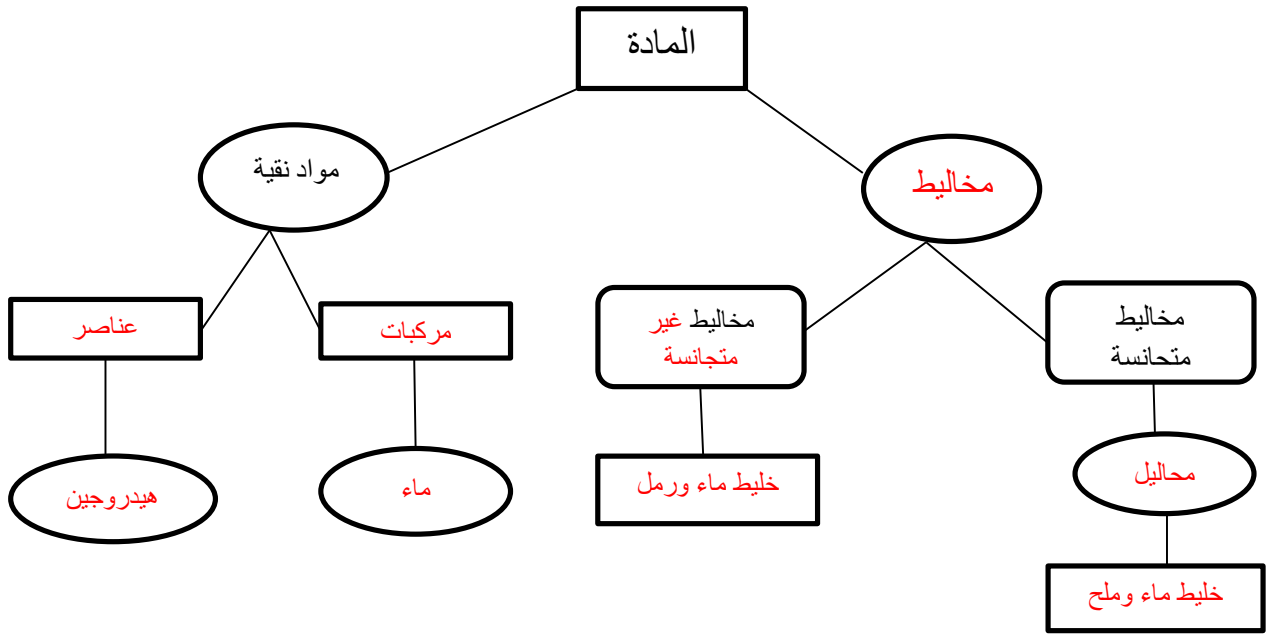 المادة
مواد نقية
مخاليط
عناصر
مركبات
مخاليط غير
متجانسة
مخاليط
متحانسة
هيدروجين
ماء
خليط ماء ورمل
محاليل
خليط ماء وملح